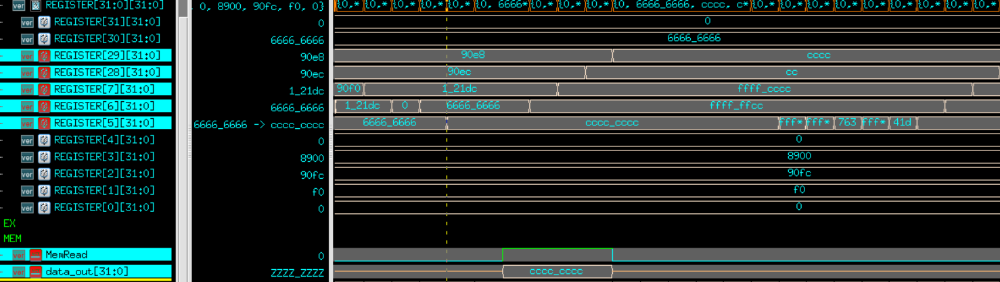 ver REGISTER[31:0][31:0] 0, 8900, 90fc, f0, 0} {0,* {0,* {0,* {0,* {0,* {0, 6666* {0,* {0,* {0,* {0,* {0, 6666_6666, cccc, c* {0,* {0,* {0,* {0,* {0,* {0,* {0,* {0,* {0,*
ver REGISTER[31][31:0] 0 0
ver REGISTER[30][31:0] 6666_6666 6666_6666
ver REGISTER[29][31:0] 90e8 90e8 cccc
ver REGISTER[28][31:0] 90ec 90ec cc
ver REGISTER[7][31:0] 1_21dc 90f0 1_21dc ffff_cccc
ver REGISTER[6][31:0] 6666_6666 1_21dc 0 6666_6666 ffff_ffcc
ver REGISTER[5][31:0] 6666_6666 -> cccc_cccc 6666_6666 cccc_cccc fff* fff* 763 fff* 41d
ver REGISTER[4][31:0] 0 0
ver REGISTER[3][31:0] 8900 8900
ver REGISTER[2][31:0] 90fc 90fc
ver REGISTER[1][31:0] f0 f0
ver REGISTER[0][31:0] 0 0
EX
MEM
ver MemRead 0
ver data_out[31:0] ZZZZ_ZZZZ cccc_cccc